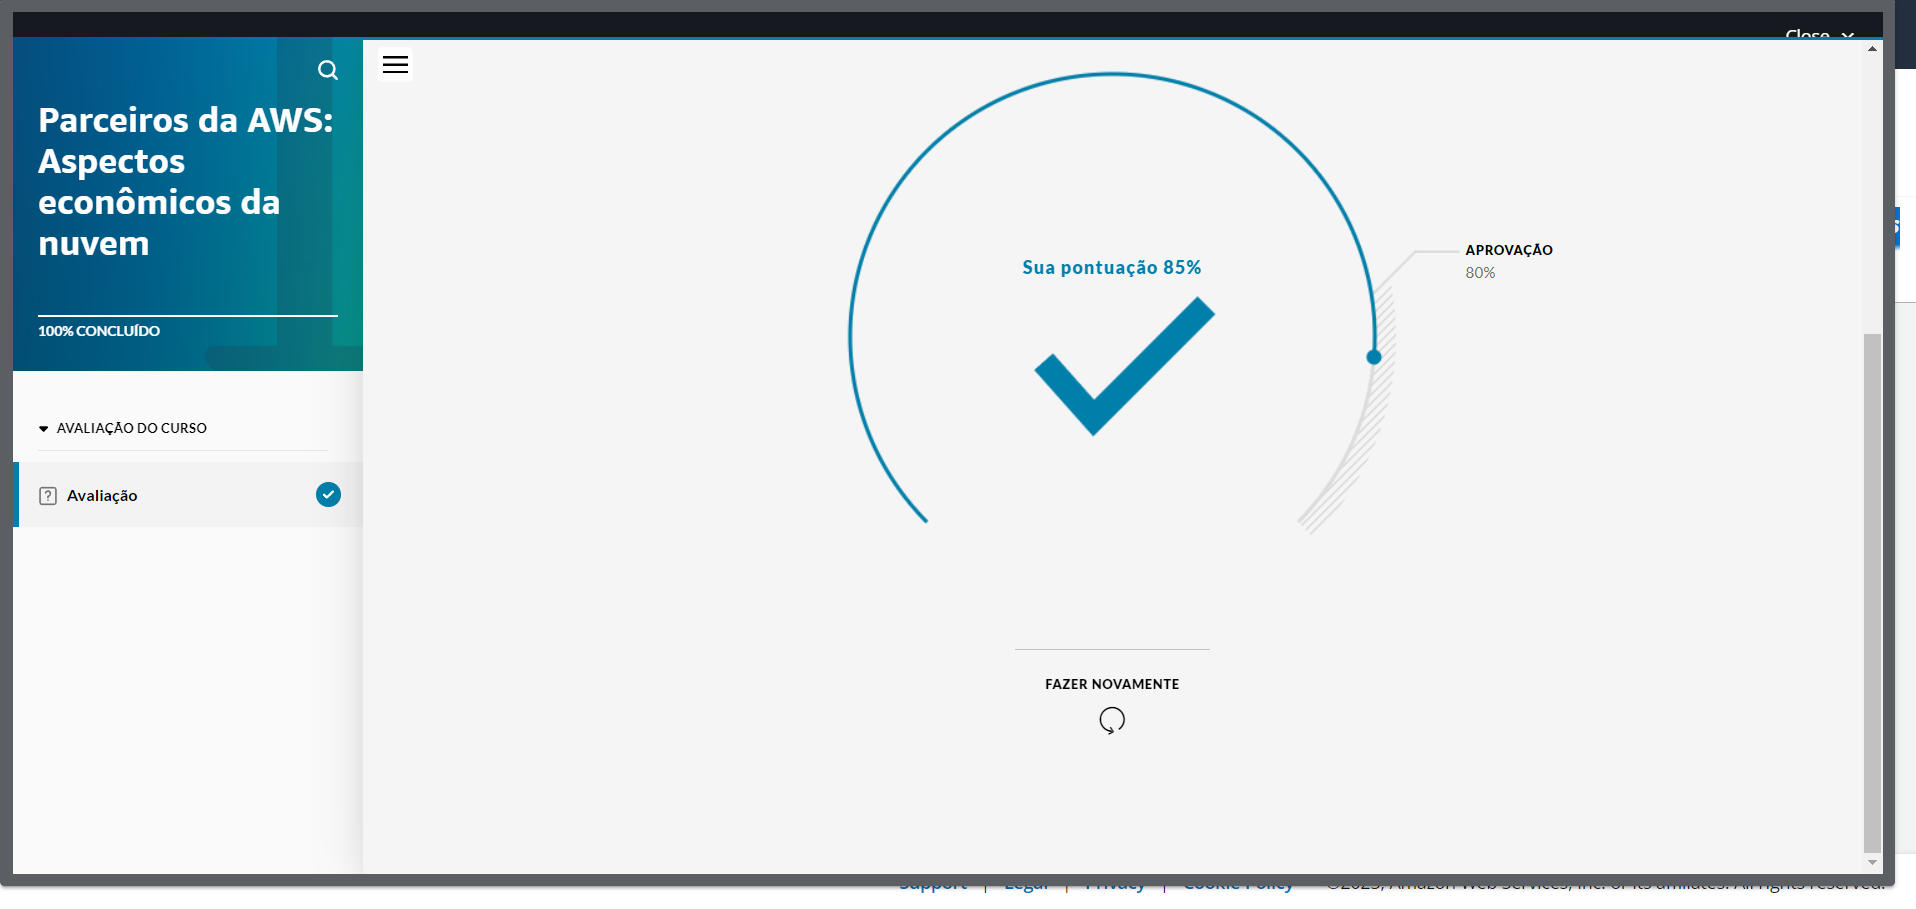 Close
Parceiros da AWS:
Aspectos
econômicos da
nuvem
100% CONCLUÍDO
AVALIAÇÃO DO CURSO
Avaliação
Sua pontuação 85%
APROVAÇÃO
80%
FAZER NOVAMENTE
Support | Legal | Privacy | Cookie Policy ©2023, Amazon Web Services, Inc. or its affiliates. All rights reserved.